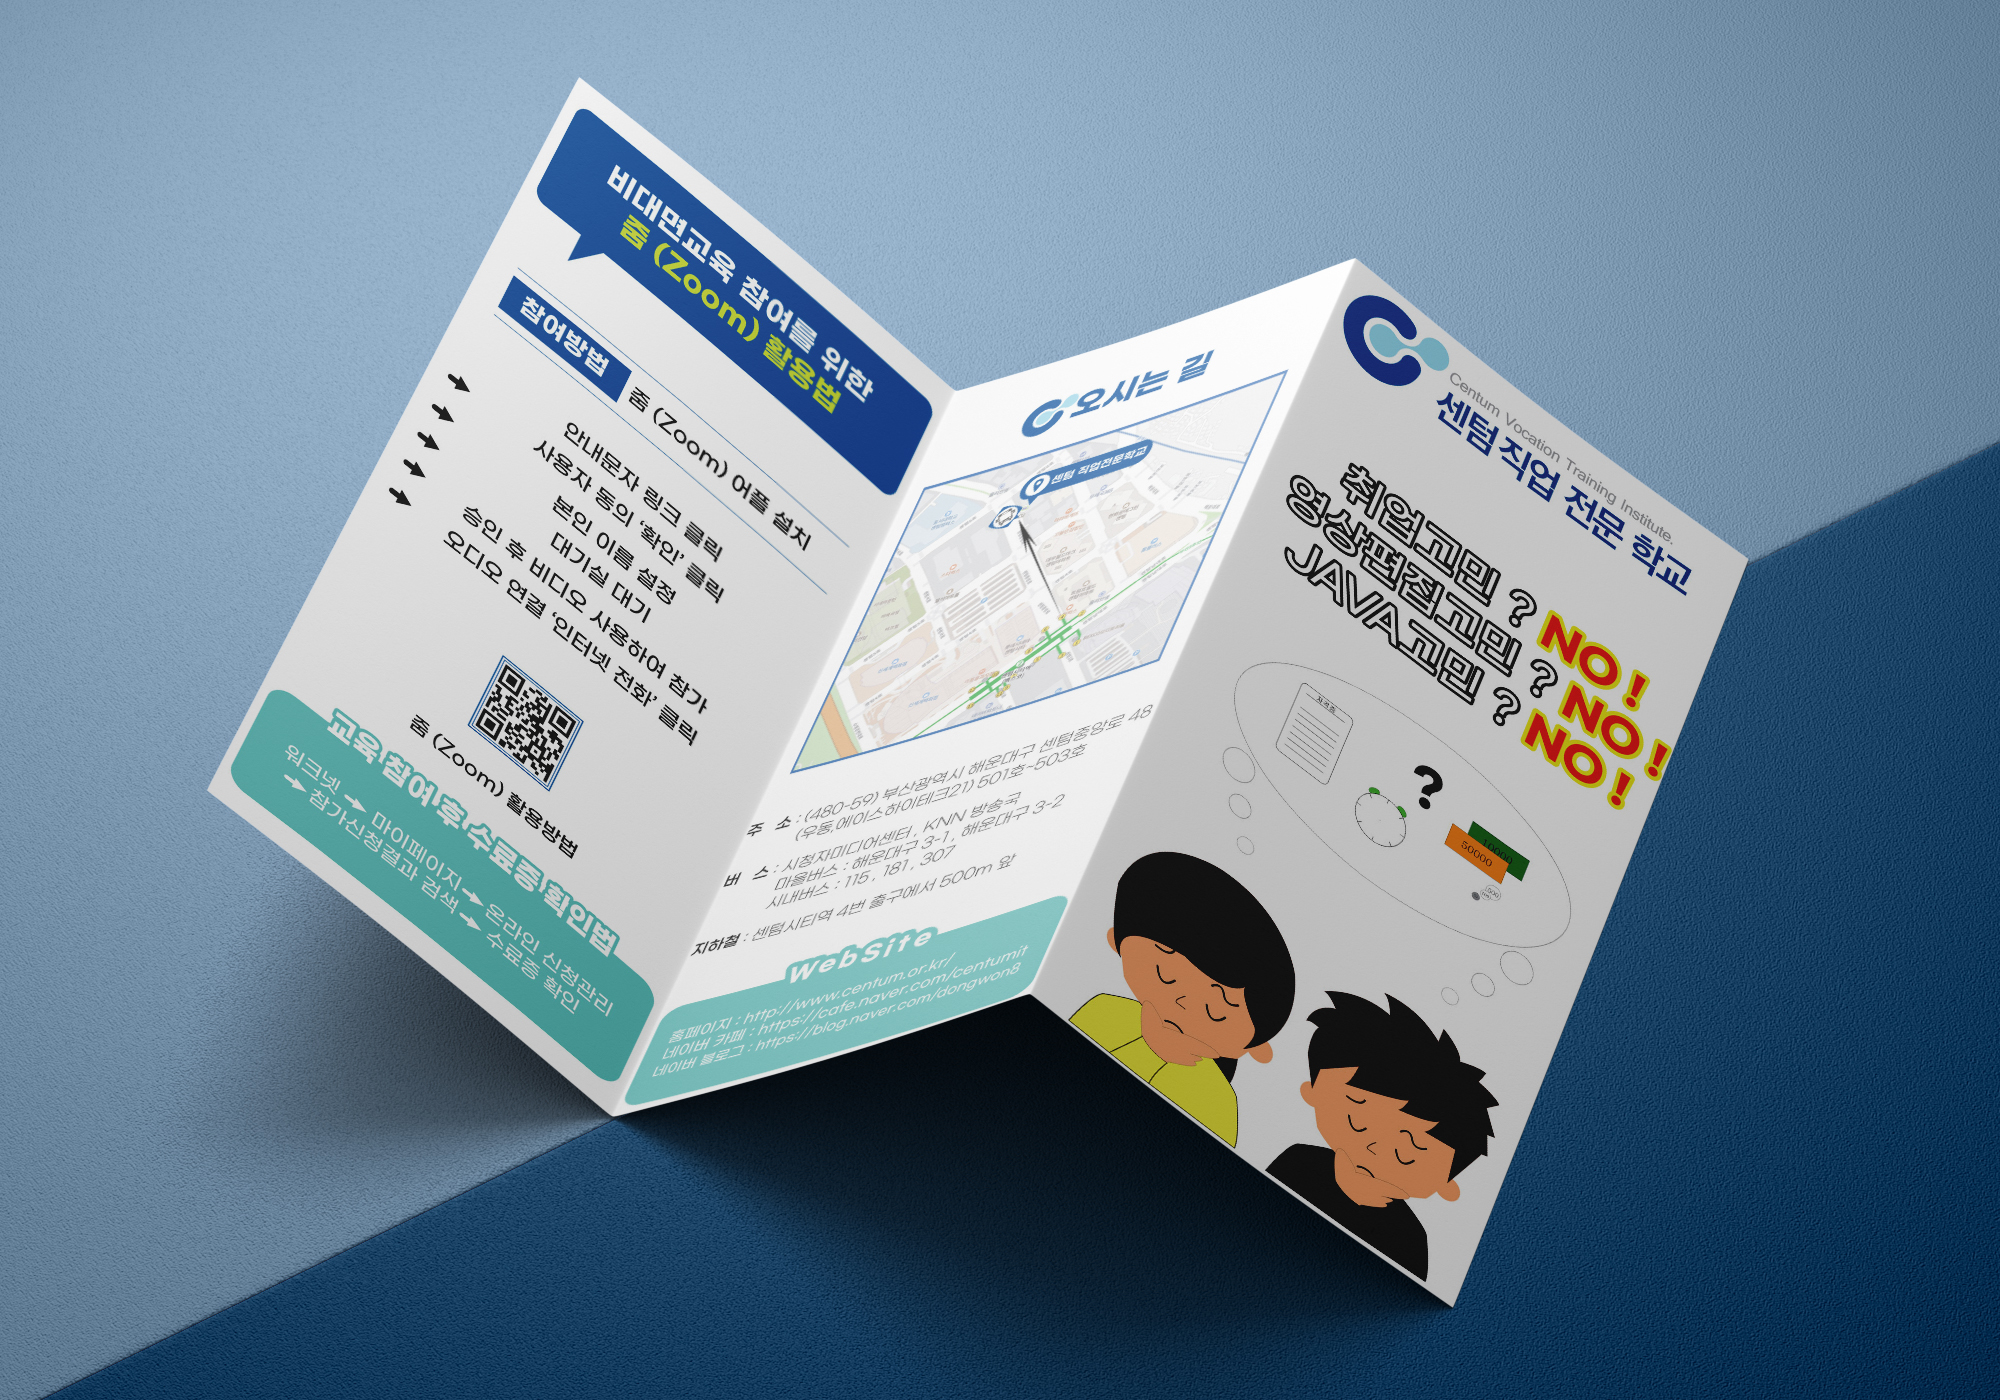 비대면교육 참여를 위한
줌 (Zoom) 활용법
참여방법
줌 (Zoom) 어플 설치
안내문자 링크 클릭
사용자 동의 ‘확인’ 클릭
본인 이름 설정
대기실 대기
승인 후 비디오 사용하여 참가
오디오 연결 ‘인터넷 전화’ 클릭
줌 (Zoom) 활용방법
교육 참여 후 수료증 확인법
워크넷 → 마이페이지 → 온라인 신청관리
→ 참가신청결과 검색 → 수료증 확인
오시는 길
센텀 직업전문학교
주 소 : (480-59) 부산광역시 해운대구 센텀중앙로 48
(우동,에이스하이테크21) 501호~503호
버 스 : 시청자미디어센터, KNN 방송국
마을버스 : 해운대구 3-1, 해운대구 3-2
시내버스 : 115, 181, 307
지하철 : 센텀시티역 4번 출구에서 500m 앞
WebSite
홈페이지 : http://www.centum.or.kr/
네이버 카페 : https://cafe.naver.com/centumit
네이버 블로그 : https://blog.naver.com/dongwon8
Centum Vocation Training Institute.
센텀 직업 전문 학교
취업고민 ? NO !
영상편집고민 ? NO !
JAVA고민 ? NO !
자격증
?
10000
50000
500